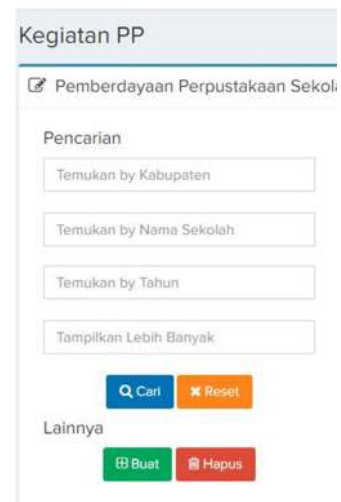 Kegiatan PP
Pemberdayaan Perpustakaan
Pencarian
Temukan by Kabupaten
Temukan by Nama Sekolah
Temukan by Tahun
Tampilkan Lebih Banyak
Cari Reset
Lainnya
Buat Hapus